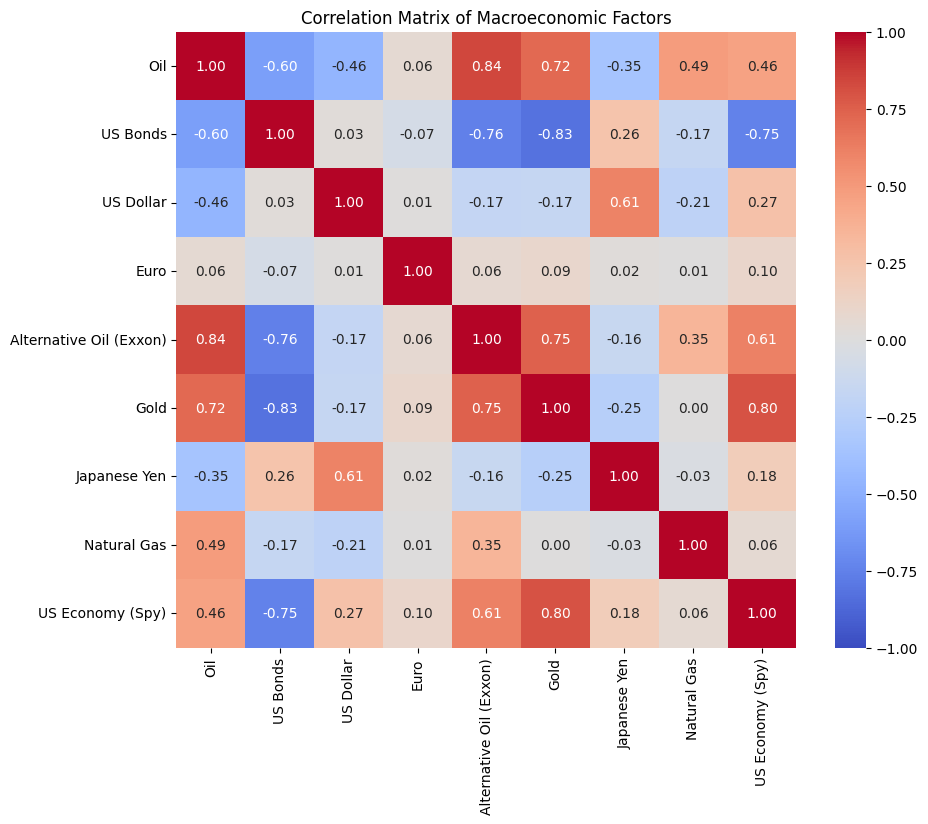 Correlation Matrix of Macroeconomic Factors
Oil 1.00 -0.60 -0.46 0.06 0.84 0.72 -0.35 0.49 0.46
US Bonds -0.60 1.00 0.03 -0.07 -0.76 -0.83 0.26 -0.17 -0.75
US Dollar -0.46 0.03 1.00 0.01 -0.17 -0.17 0.61 -0.21 0.27
Euro 0.06 -0.07 0.01 1.00 0.06 0.09 0.02 0.01 0.10
Alternative Oil (Exxon) 0.84 -0.76 -0.17 0.06 1.00 0.75 -0.16 0.35 0.61
Gold 0.72 -0.83 -0.17 0.09 0.75 1.00 -0.25 0.00 0.80
Japanese Yen -0.35 0.26 0.61 0.02 -0.16 -0.25 1.00 -0.03 0.18
Natural Gas 0.49 -0.17 -0.21 0.01 0.35 0.00 -0.03 1.00 0.06
US Economy (Spy) 0.46 -0.75 0.27 0.10 0.61 0.80 0.18 0.06 1.00
Oil
US Bonds
US Dollar
Euro
Alternative Oil (Exxon)
Gold
Japanese Yen
Natural Gas
US Economy (Spy)
1.00
0.75
0.50
0.25
0.00
−0.25
−0.50
−0.75
−1.00